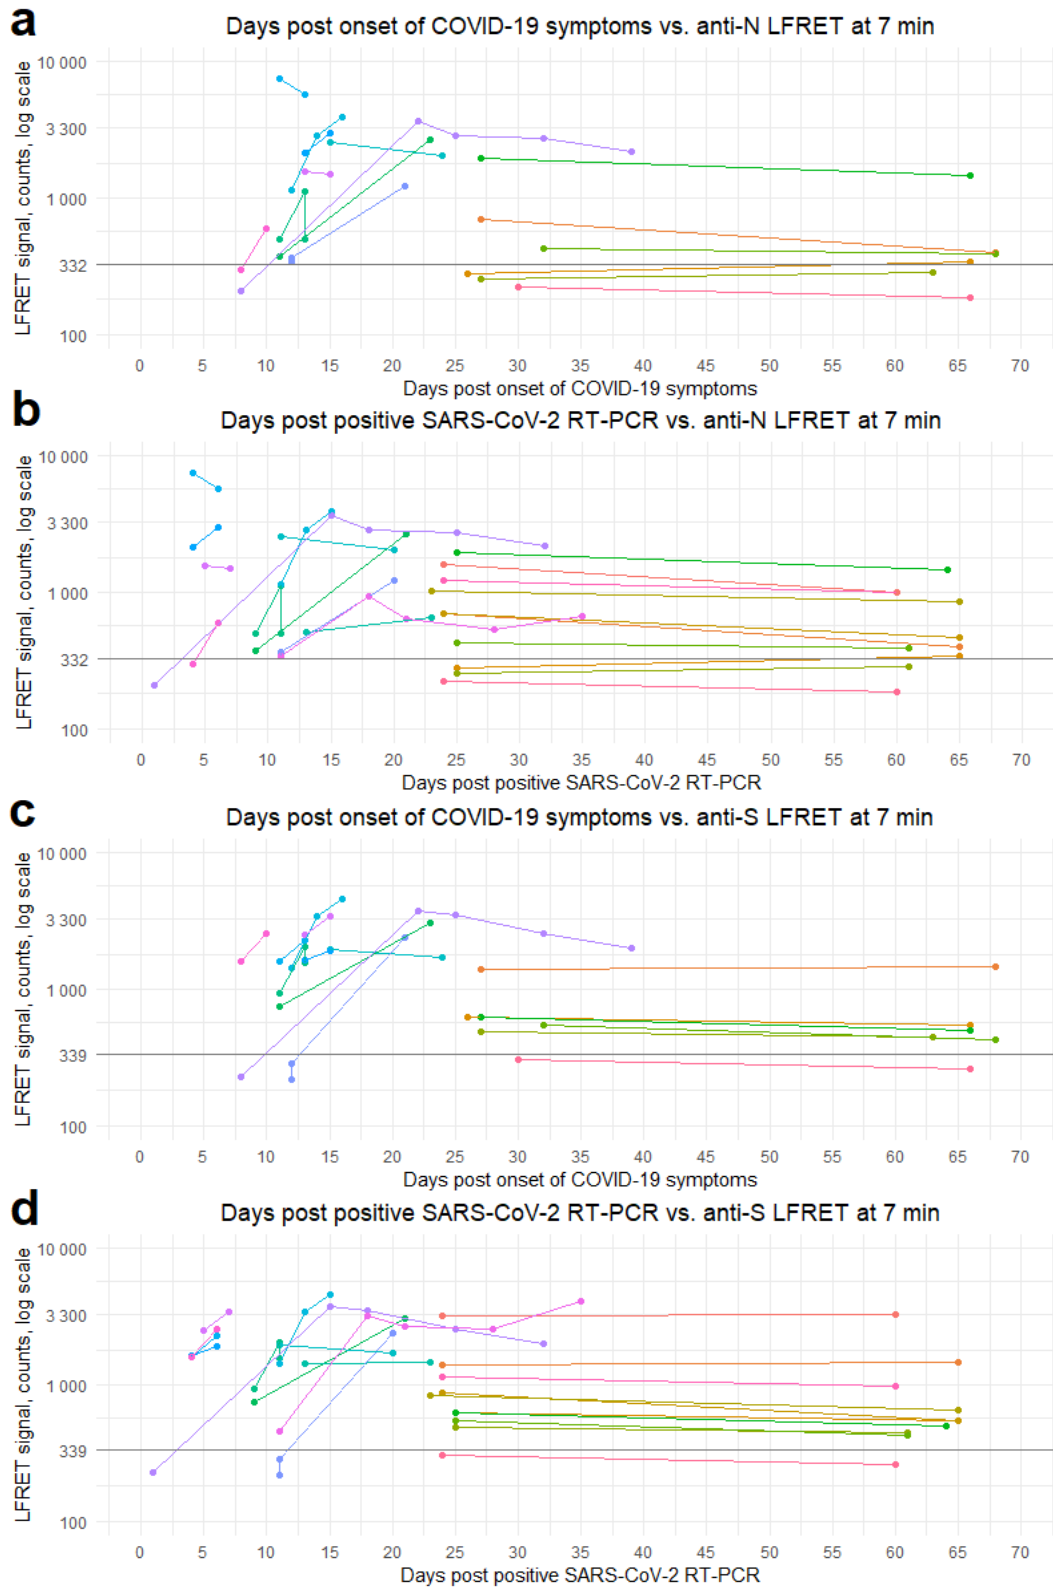 a
Days post onset of COVID-19 symptoms vs. anti-N LFRET at 7 min
LFRET signal, counts, log scale
10 000
3 300
1 000
332
100
0 5 10 15 20 25 30 35 40 45 50 55 60 65 70
Days post onset of COVID-19 symptoms
b
Days post positive SARS-CoV-2 RT-PCR vs. anti-N LFRET at 7 min
LFRET signal, counts, log scale
10 000
3 300
1 000
332
100
0 5 10 15 20 25 30 35 40 45 50 55 60 65 70
Days post positive SARS-CoV-2 RT-PCR
c
Days post onset of COVID-19 symptoms vs. anti-S LFRET at 7 min
LFRET signal, counts, log scale
10 000
3 300
1 000
339
100
0 5 10 15 20 25 30 35 40 45 50 55 60 65 70
Days post onset of COVID-19 symptoms
d
Days post positive SARS-CoV-2 RT-PCR vs. anti-S LFRET at 7 min
LFRET signal, counts, log scale
10 000
3 300
1 000
339
100
0 5 10 15 20 25 30 35 40 45 50 55 60 65 70
Days post positive SARS-CoV-2 RT-PCR